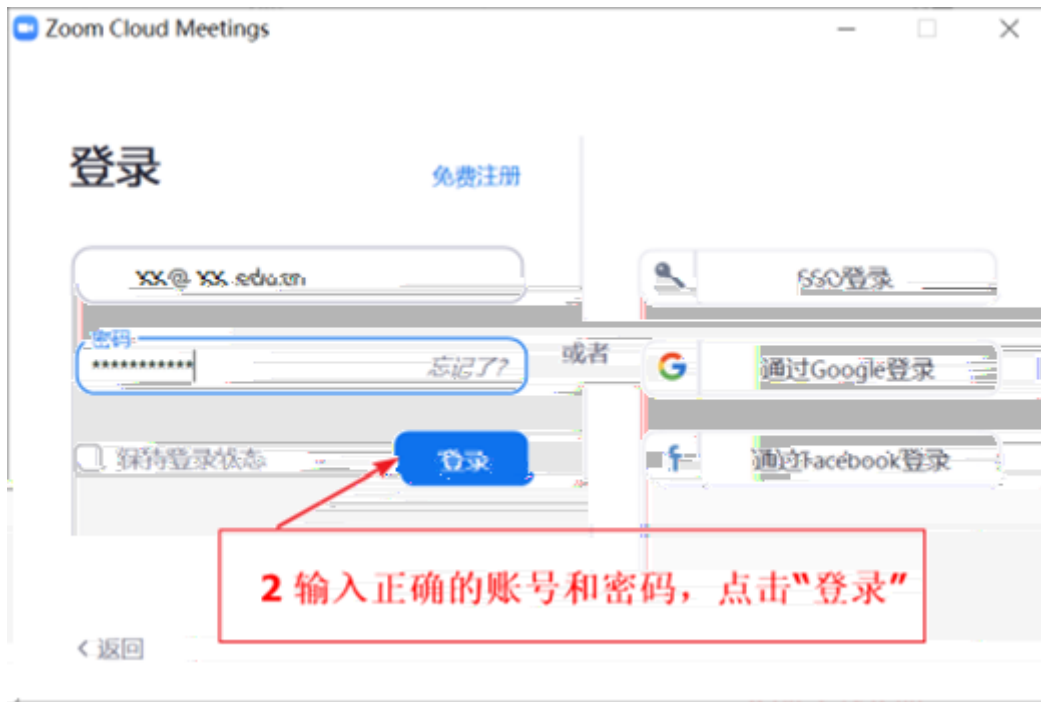 Zoom Cloud Meetings
登录
免费注册
XX@ XX.edu.cn
密码
***********
忘记了?
保持登录状态
登录
或者
SSO登录
通过Google登录
通过Facebook登录
2 输入正确的账号和密码，点击“登录”
< 返回